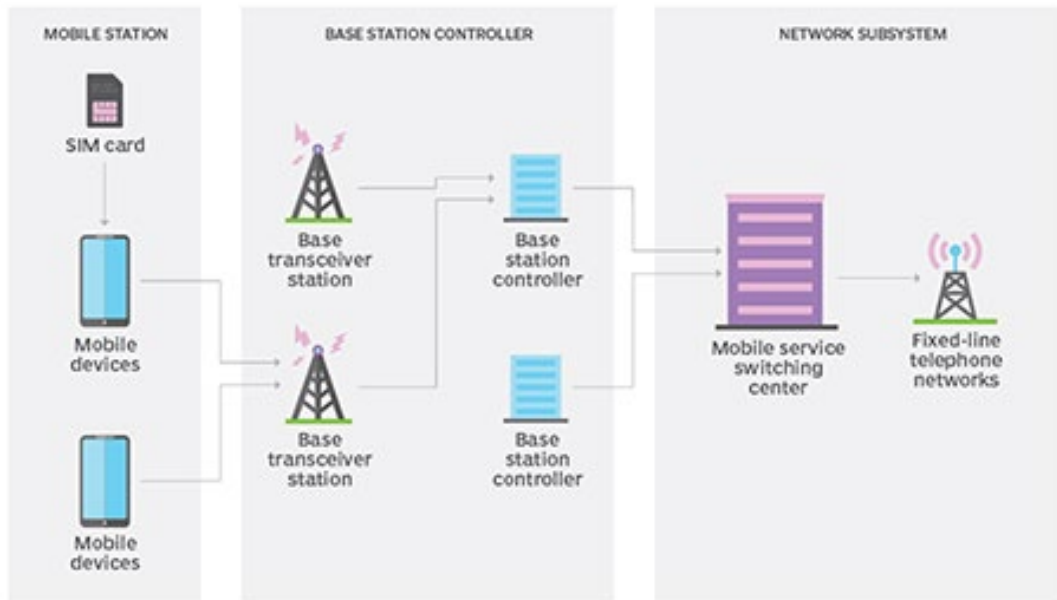 MOBILE STATION
SIM card
Mobile
devices
Mobile
devices
BASE STATION CONTROLLER
Base
transceiver
station
Base
station
controller
Base
transceiver
station
Base
station
controller
NETWORK SUBSYSTEM
Mobile service
switching
center
Fixed-line
telephone
networks